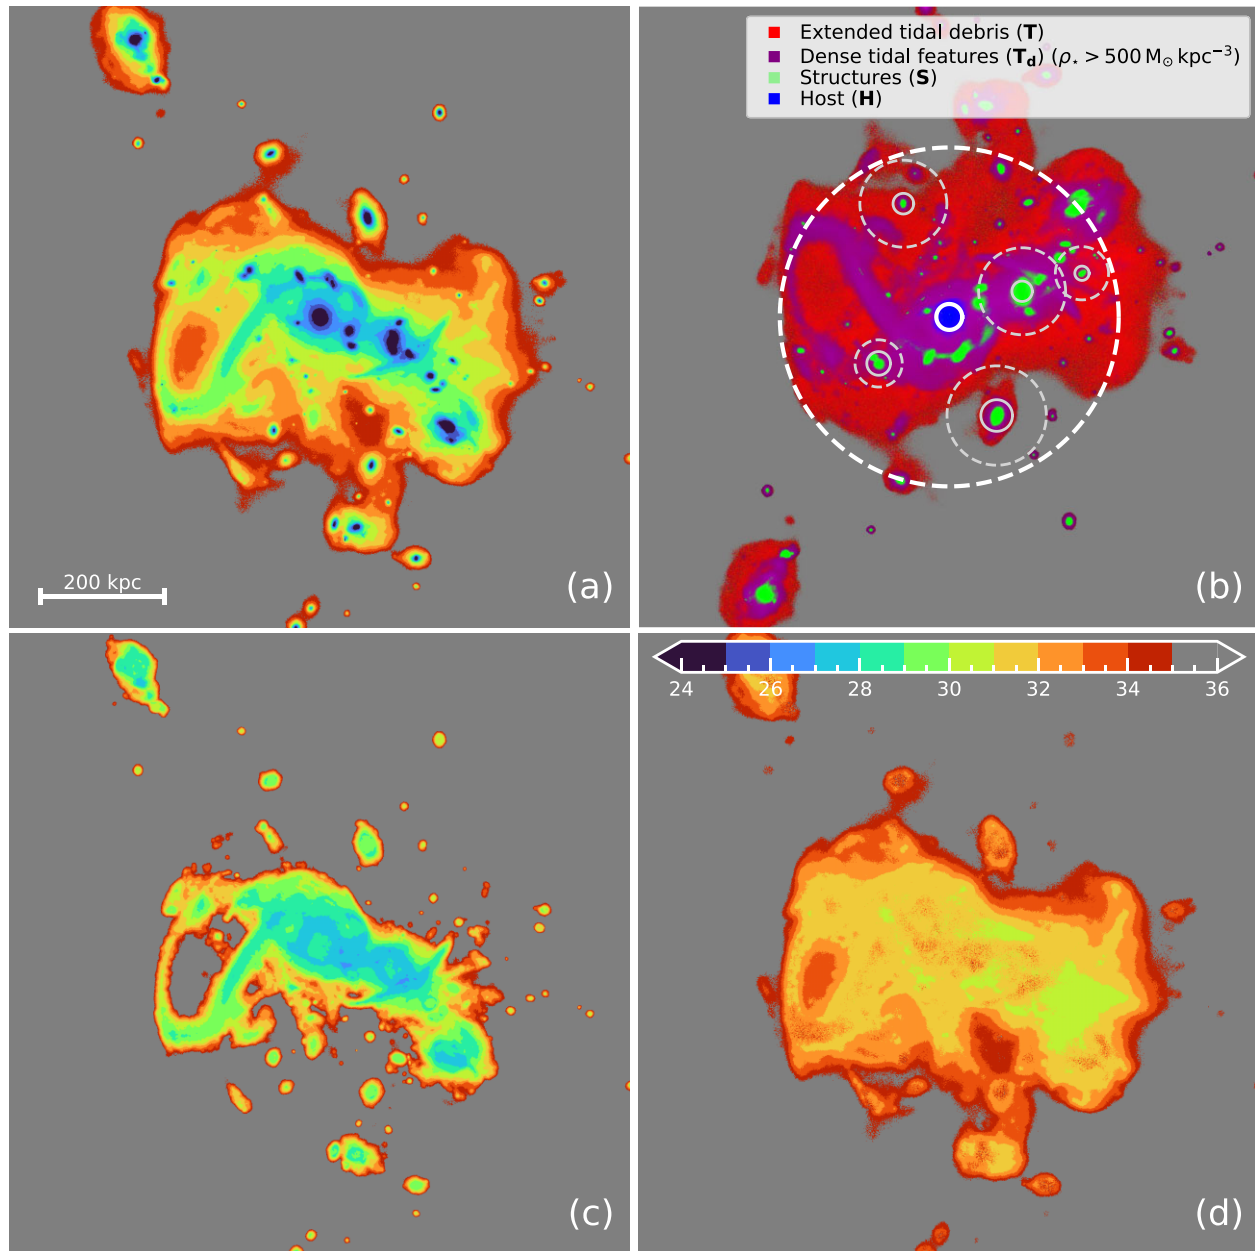 Extended tidal debris (T)
Dense tidal features (T_d) (ρ⋆ > 500 M⊙ kpc⁻³)
Structures (S)
Host (H)
200 kpc
(a)
(b)
24 26 28 30 32 34 36
(c)
(d)